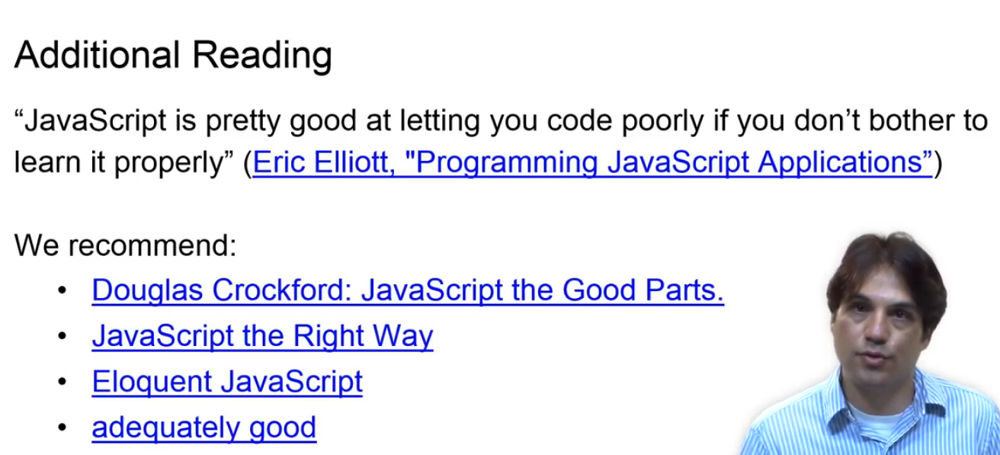 Additional Reading
“JavaScript is pretty good at letting you code poorly if you don’t bother to
learn it properly” (Eric Elliott, "Programming JavaScript Applications”)
We recommend:
• Douglas Crockford: JavaScript the Good Parts.
• JavaScript the Right Way
• Eloquent JavaScript
• adequately good